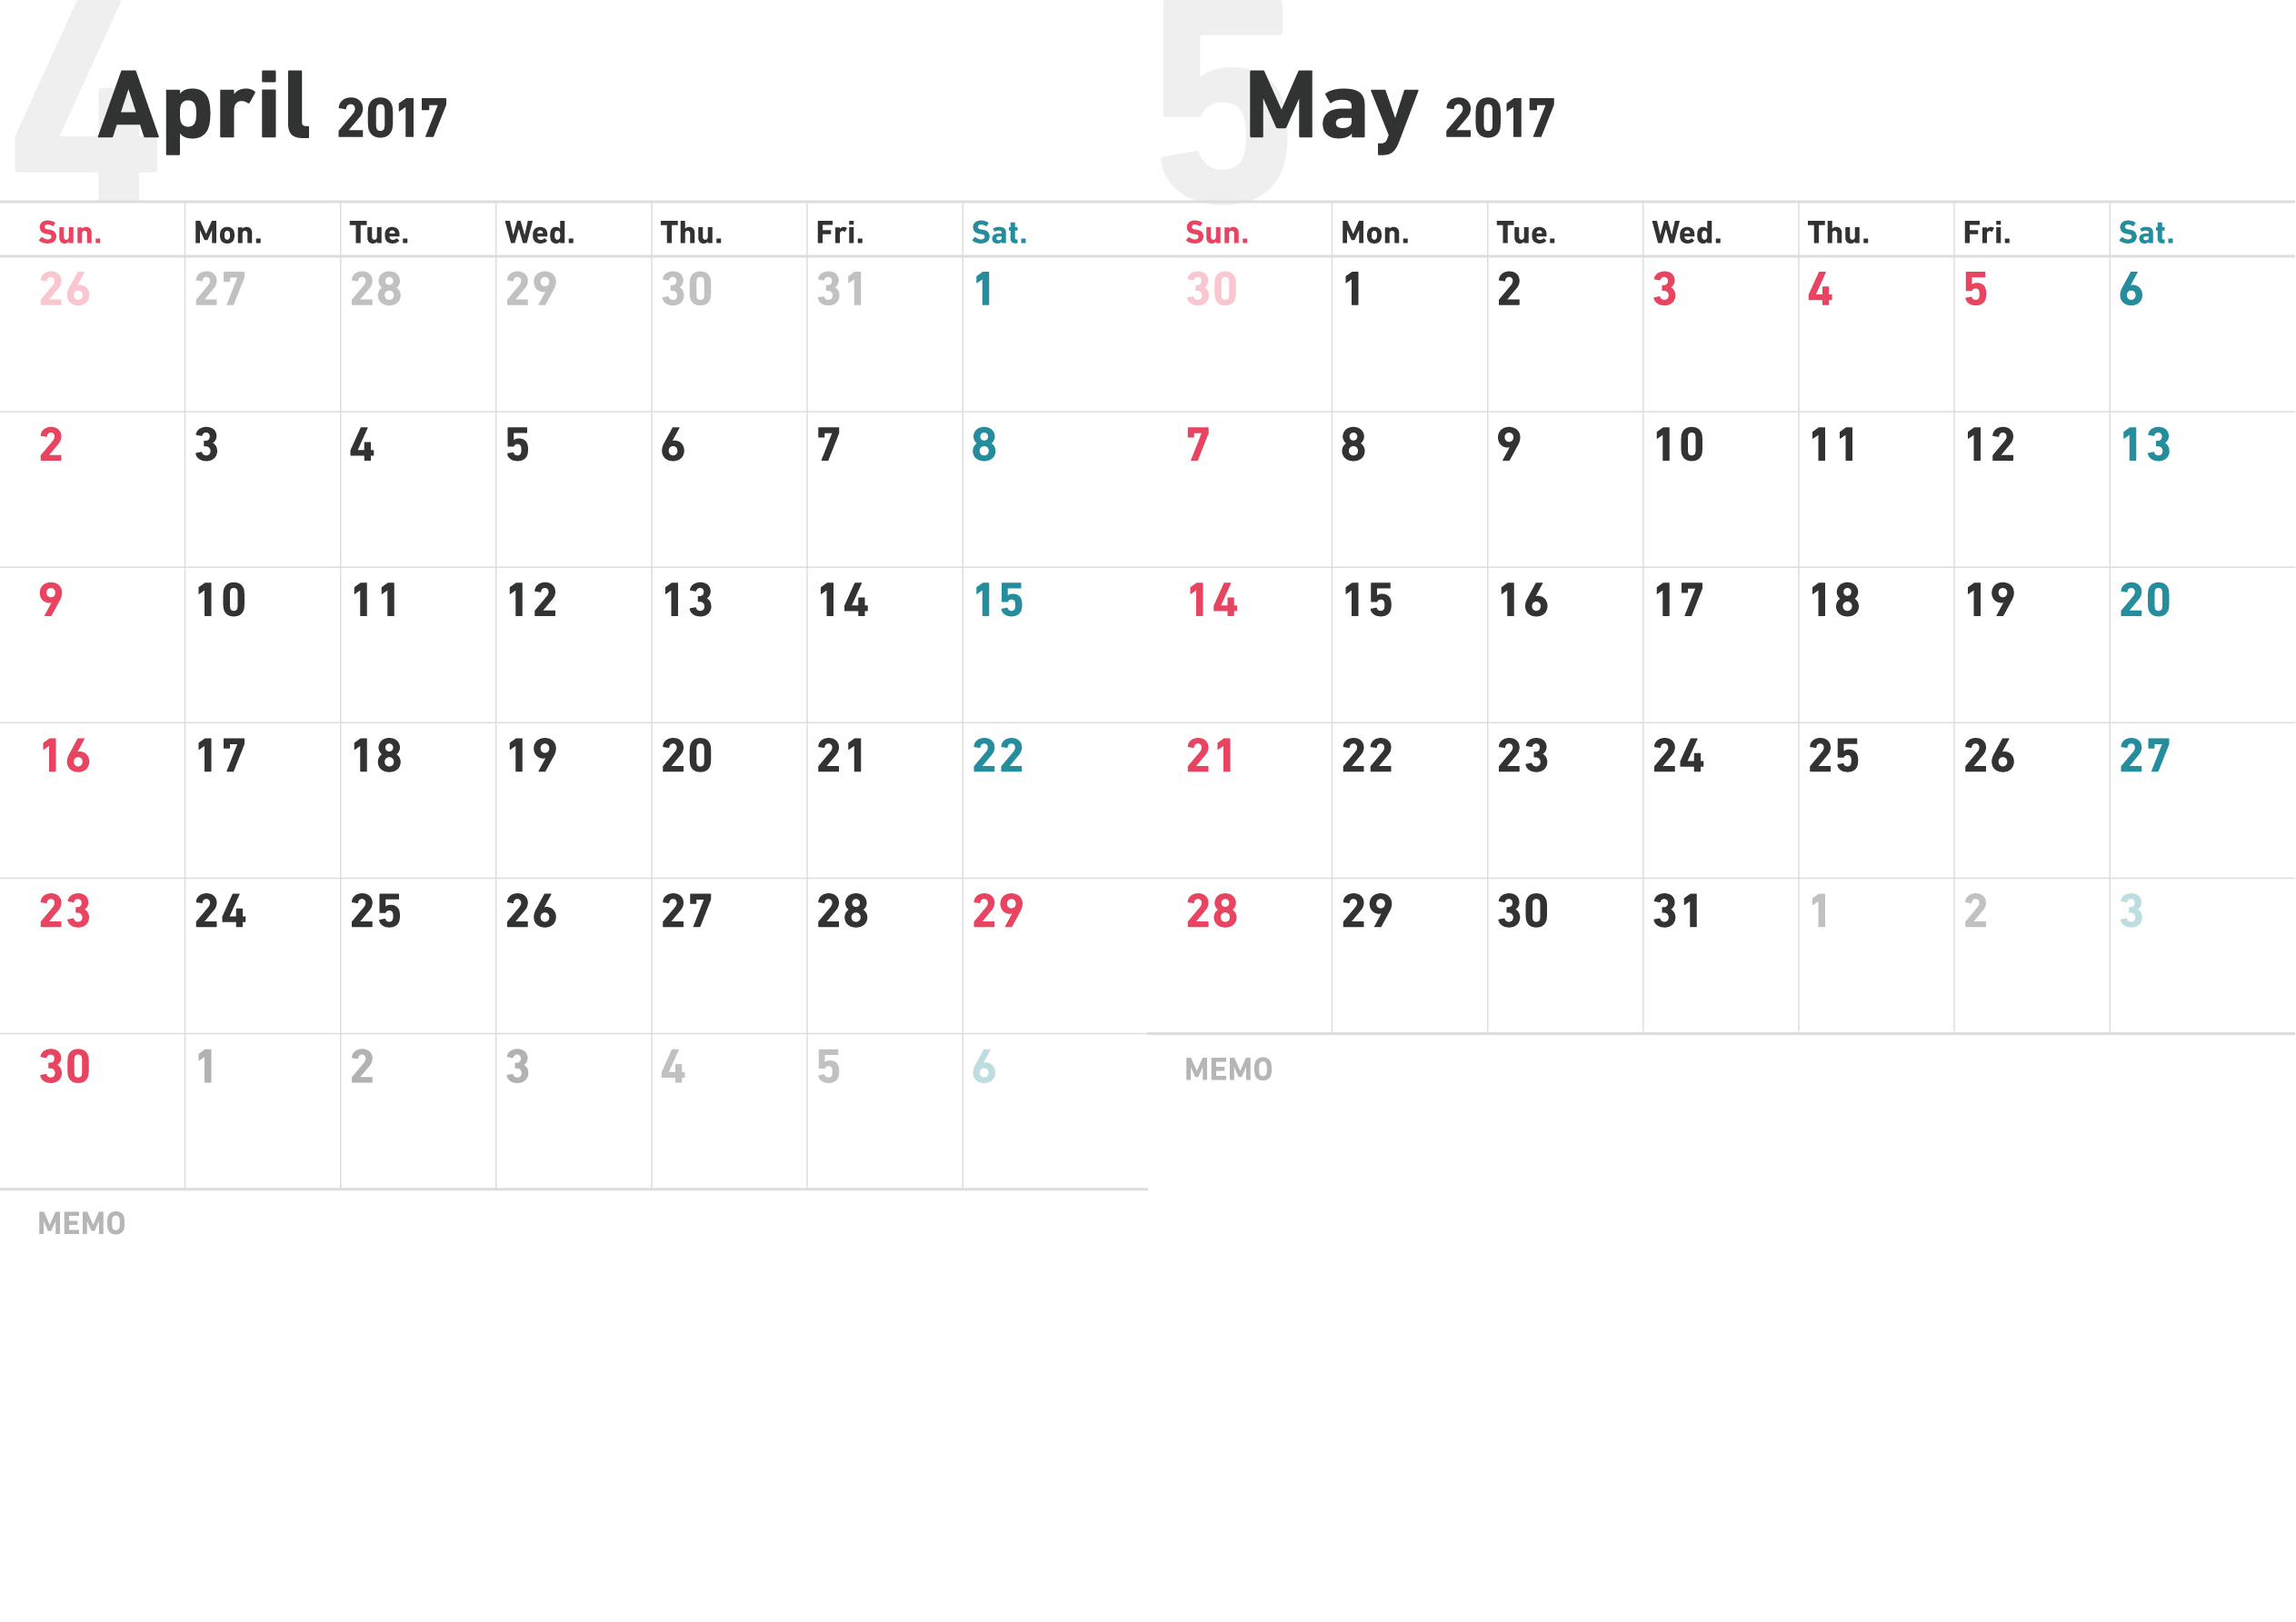 4
April 2017
Sun. Mon. Tue. Wed. Thu. Fri. Sat.
26 27 28 29 30 31 1
2 3 4 5 6 7 8
9 10 11 12 13 14 15
16 17 18 19 20 21 22
23 24 25 26 27 28 29
30 1 2 3 4 5 6
MEMO
5
May 2017
Sun. Mon. Tue. Wed. Thu. Fri. Sat.
30 1 2 3 4 5 6
7 8 9 10 11 12 13
14 15 16 17 18 19 20
21 22 23 24 25 26 27
28 29 30 31 1 2 3
MEMO